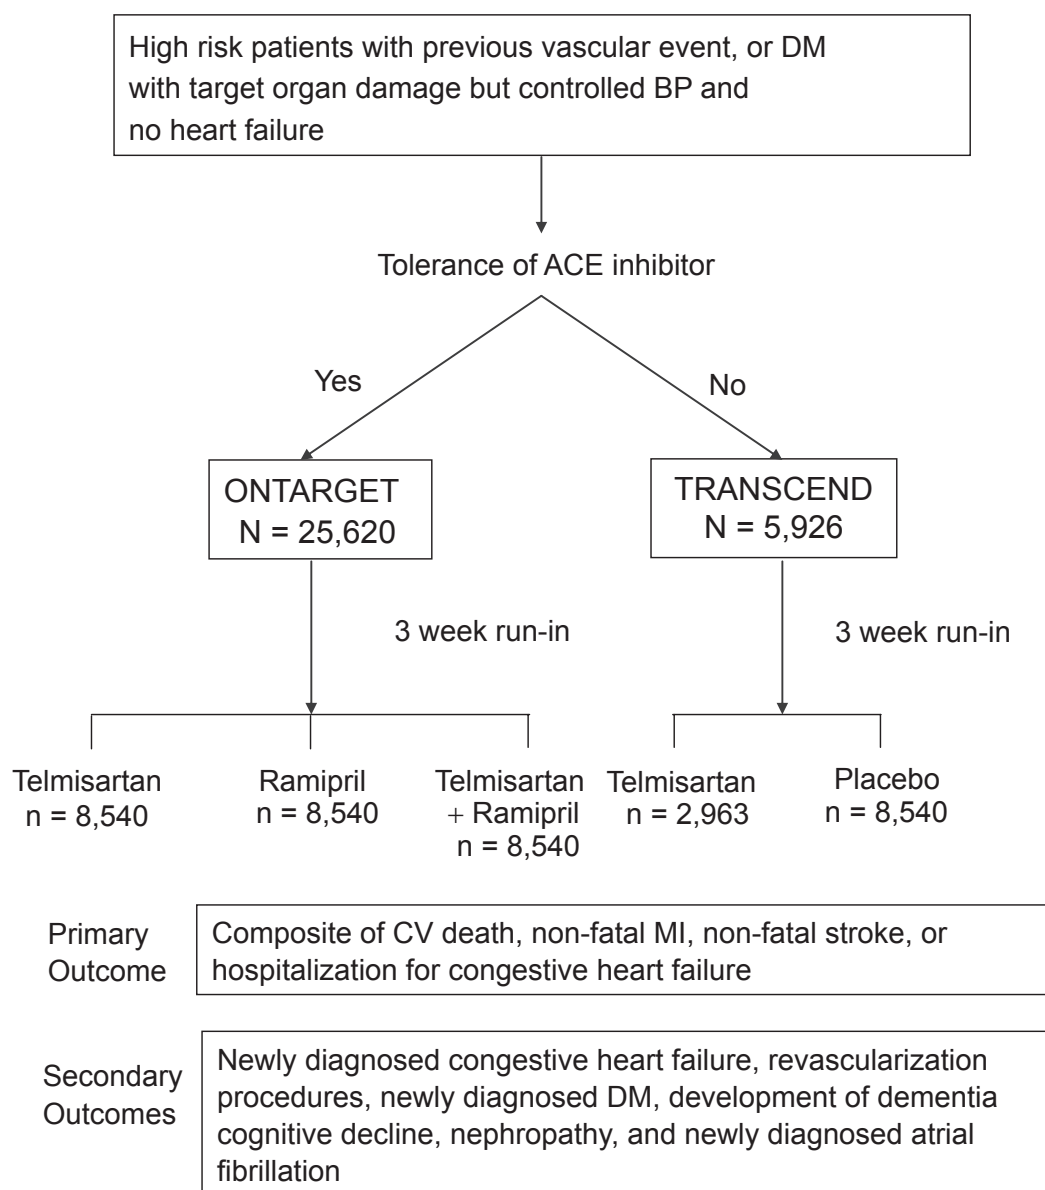 High risk patients with previous vascular event, or DM
with target organ damage but controlled BP and
no heart failure
Tolerance of ACE inhibitor
Yes
No
ONTARGET
N = 25,620
TRANSCEND
N = 5,926
3 week run-in
3 week run-in
Telmisartan
n = 8,540
Ramipril
n = 8,540
Telmisartan
+ Ramipril
n = 8,540
Telmisartan
n = 2,963
Placebo
n = 8,540
Primary
Outcome
Composite of CV death, non-fatal MI, non-fatal stroke, or
hospitalization for congestive heart failure
Secondary
Outcomes
Newly diagnosed congestive heart failure, revascularization
procedures, newly diagnosed DM, development of dementia
cognitive decline, nephropathy, and newly diagnosed atrial
fibrillation